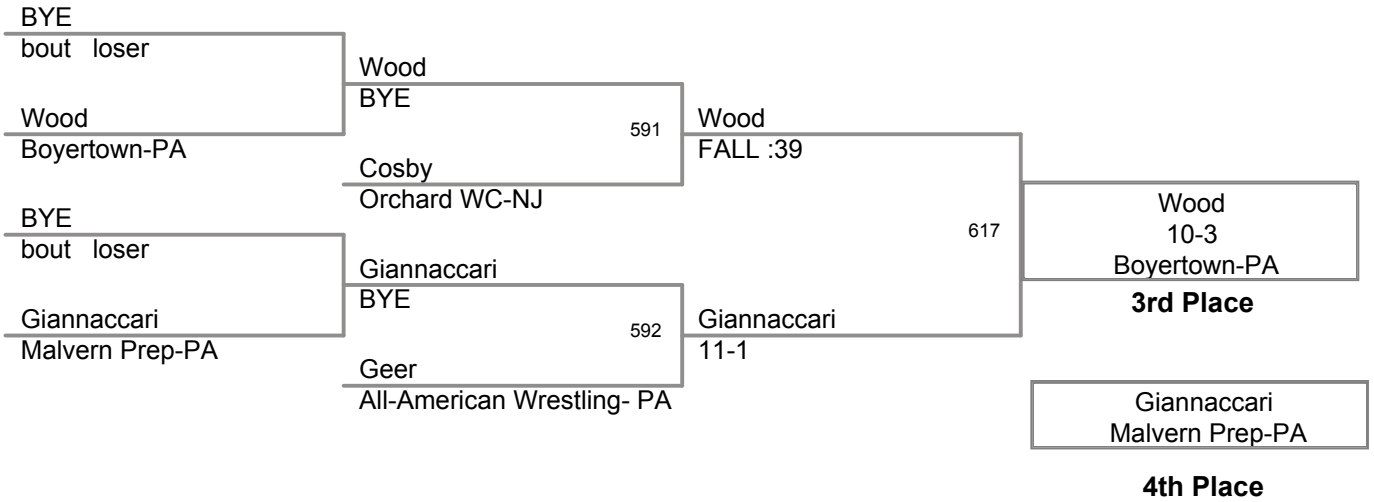 BYE
bout loser
Wood
BYE
Wood
Boyertown-PA
591
Wood
FALL :39
Cosby
Orchard WC-NJ
BYE
bout loser
617
Wood
10-3
Boyertown-PA
3rd Place
Giannaccari
BYE
Giannaccari
Malvern Prep-PA
592
Giannaccari
11-1
Geer
All-American Wrestling- PA
Giannaccari
Malvern Prep-PA
4th Place